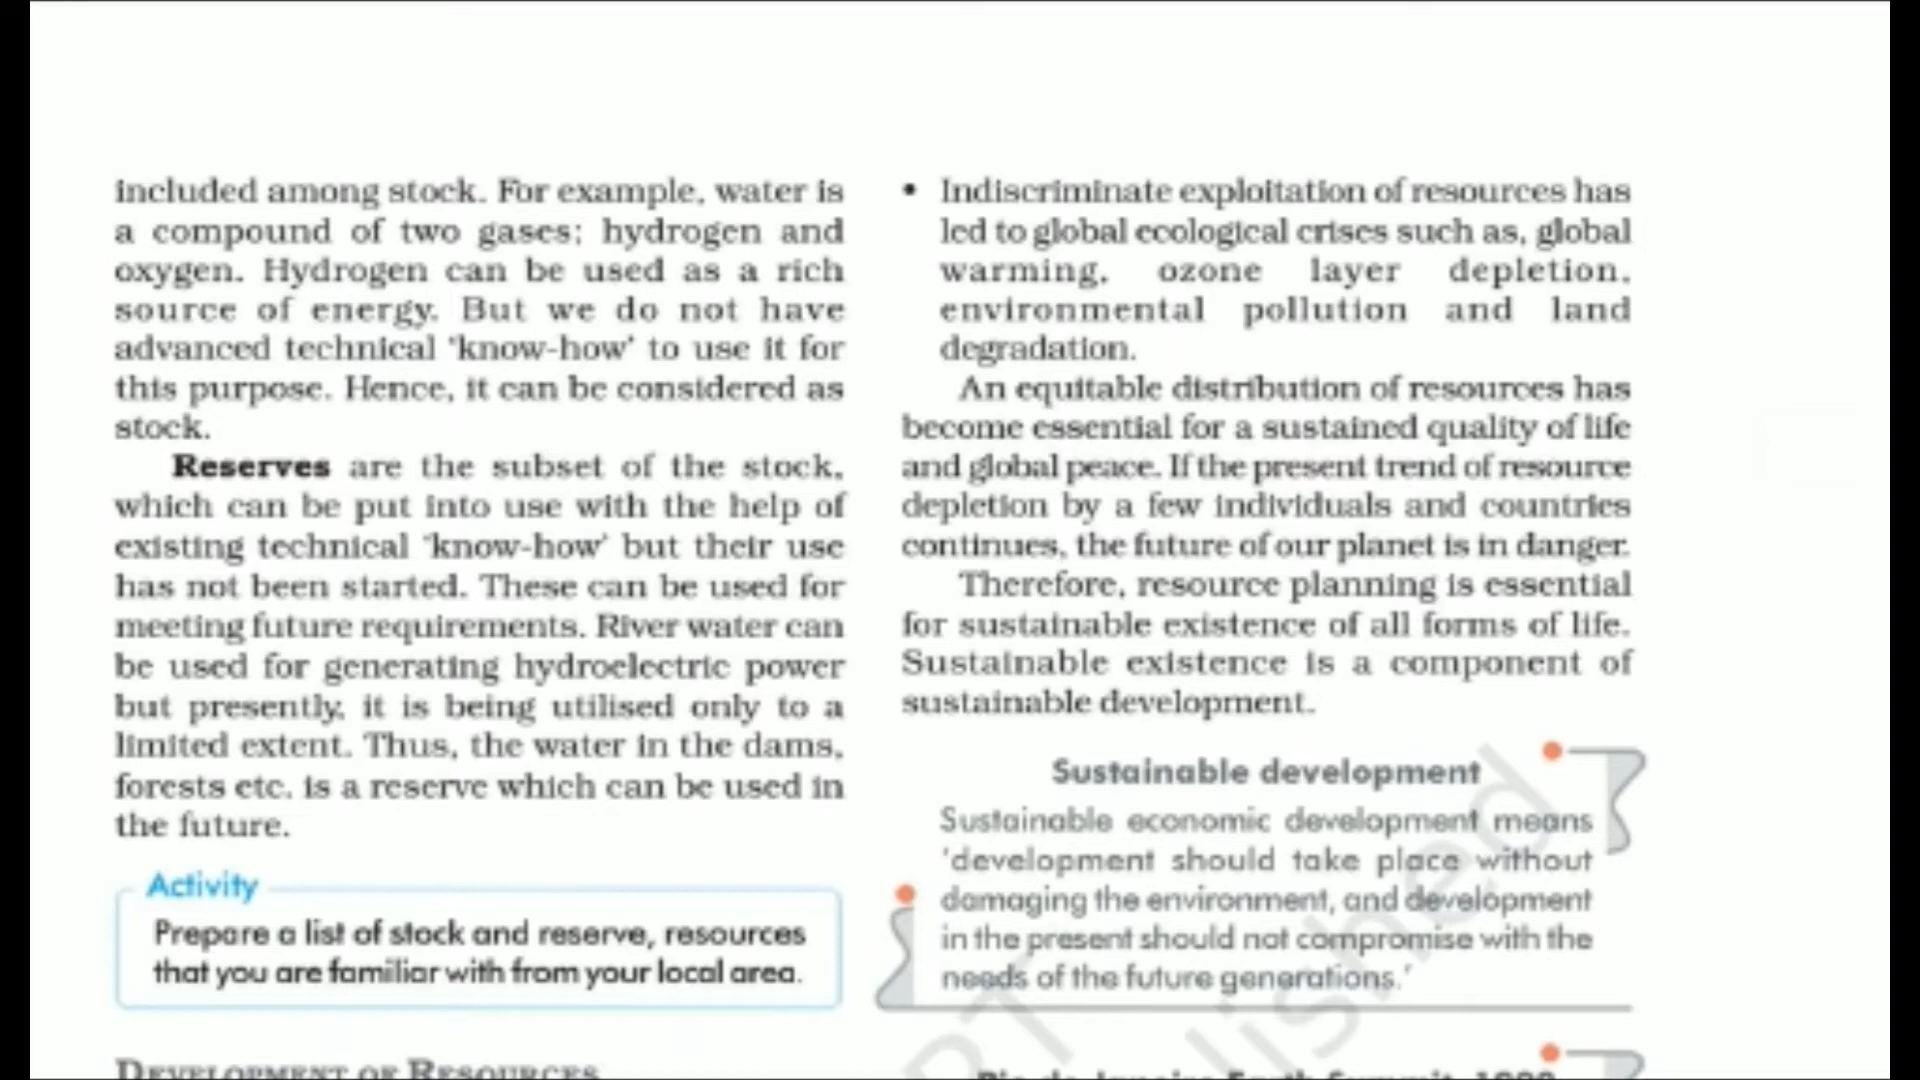 included among stock. For example, water is
a compound of two gases; hydrogen and
oxygen. Hydrogen can be used as a rich
source of energy. But we do not have
advanced technical ‘know-how’ to use it for
this purpose. Hence, it can be considered as
stock.
Reserves are the subset of the stock,
which can be put into use with the help of
existing technical ‘know-how’ but their use
has not been started. These can be used for
meeting future requirements. River water can
be used for generating hydroelectric power
but presently, it is being utilised only to a
limited extent. Thus, the water in the dams,
forests etc. is a reserve which can be used in
the future.
Activity
Prepare a list of stock and reserve, resources
that you are familiar with from your local area.
DEVELOPMENT OF RESOURCES
• Indiscriminate exploitation of resources has
led to global ecological crises such as, global
warming, ozone layer depletion,
environmental pollution and land
degradation.
An equitable distribution of resources has
become essential for a sustained quality of life
and global peace. If the present trend of resource
depletion by a few individuals and countries
continues, the future of our planet is in danger.
Therefore, resource planning is essential
for sustainable existence of all forms of life.
Sustainable existence is a component of
sustainable development.
Sustainable development
Sustainable economic development means
‘development should take place without
damaging the environment, and development
in the present should not compromise with the
needs of the future generations.’
Rio de Janeiro Earth Summit, 1992